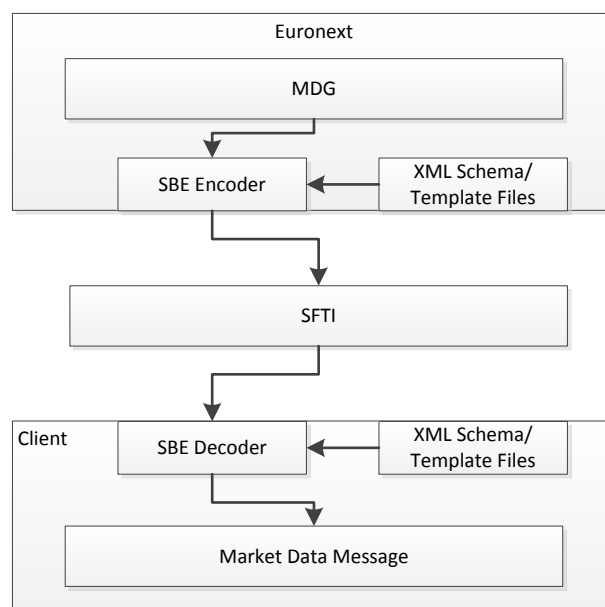 Euronext
MDG
SBE Encoder
XML Schema/
Template Files
SFTI
Client
SBE Decoder
XML Schema/
Template Files
Market Data Message